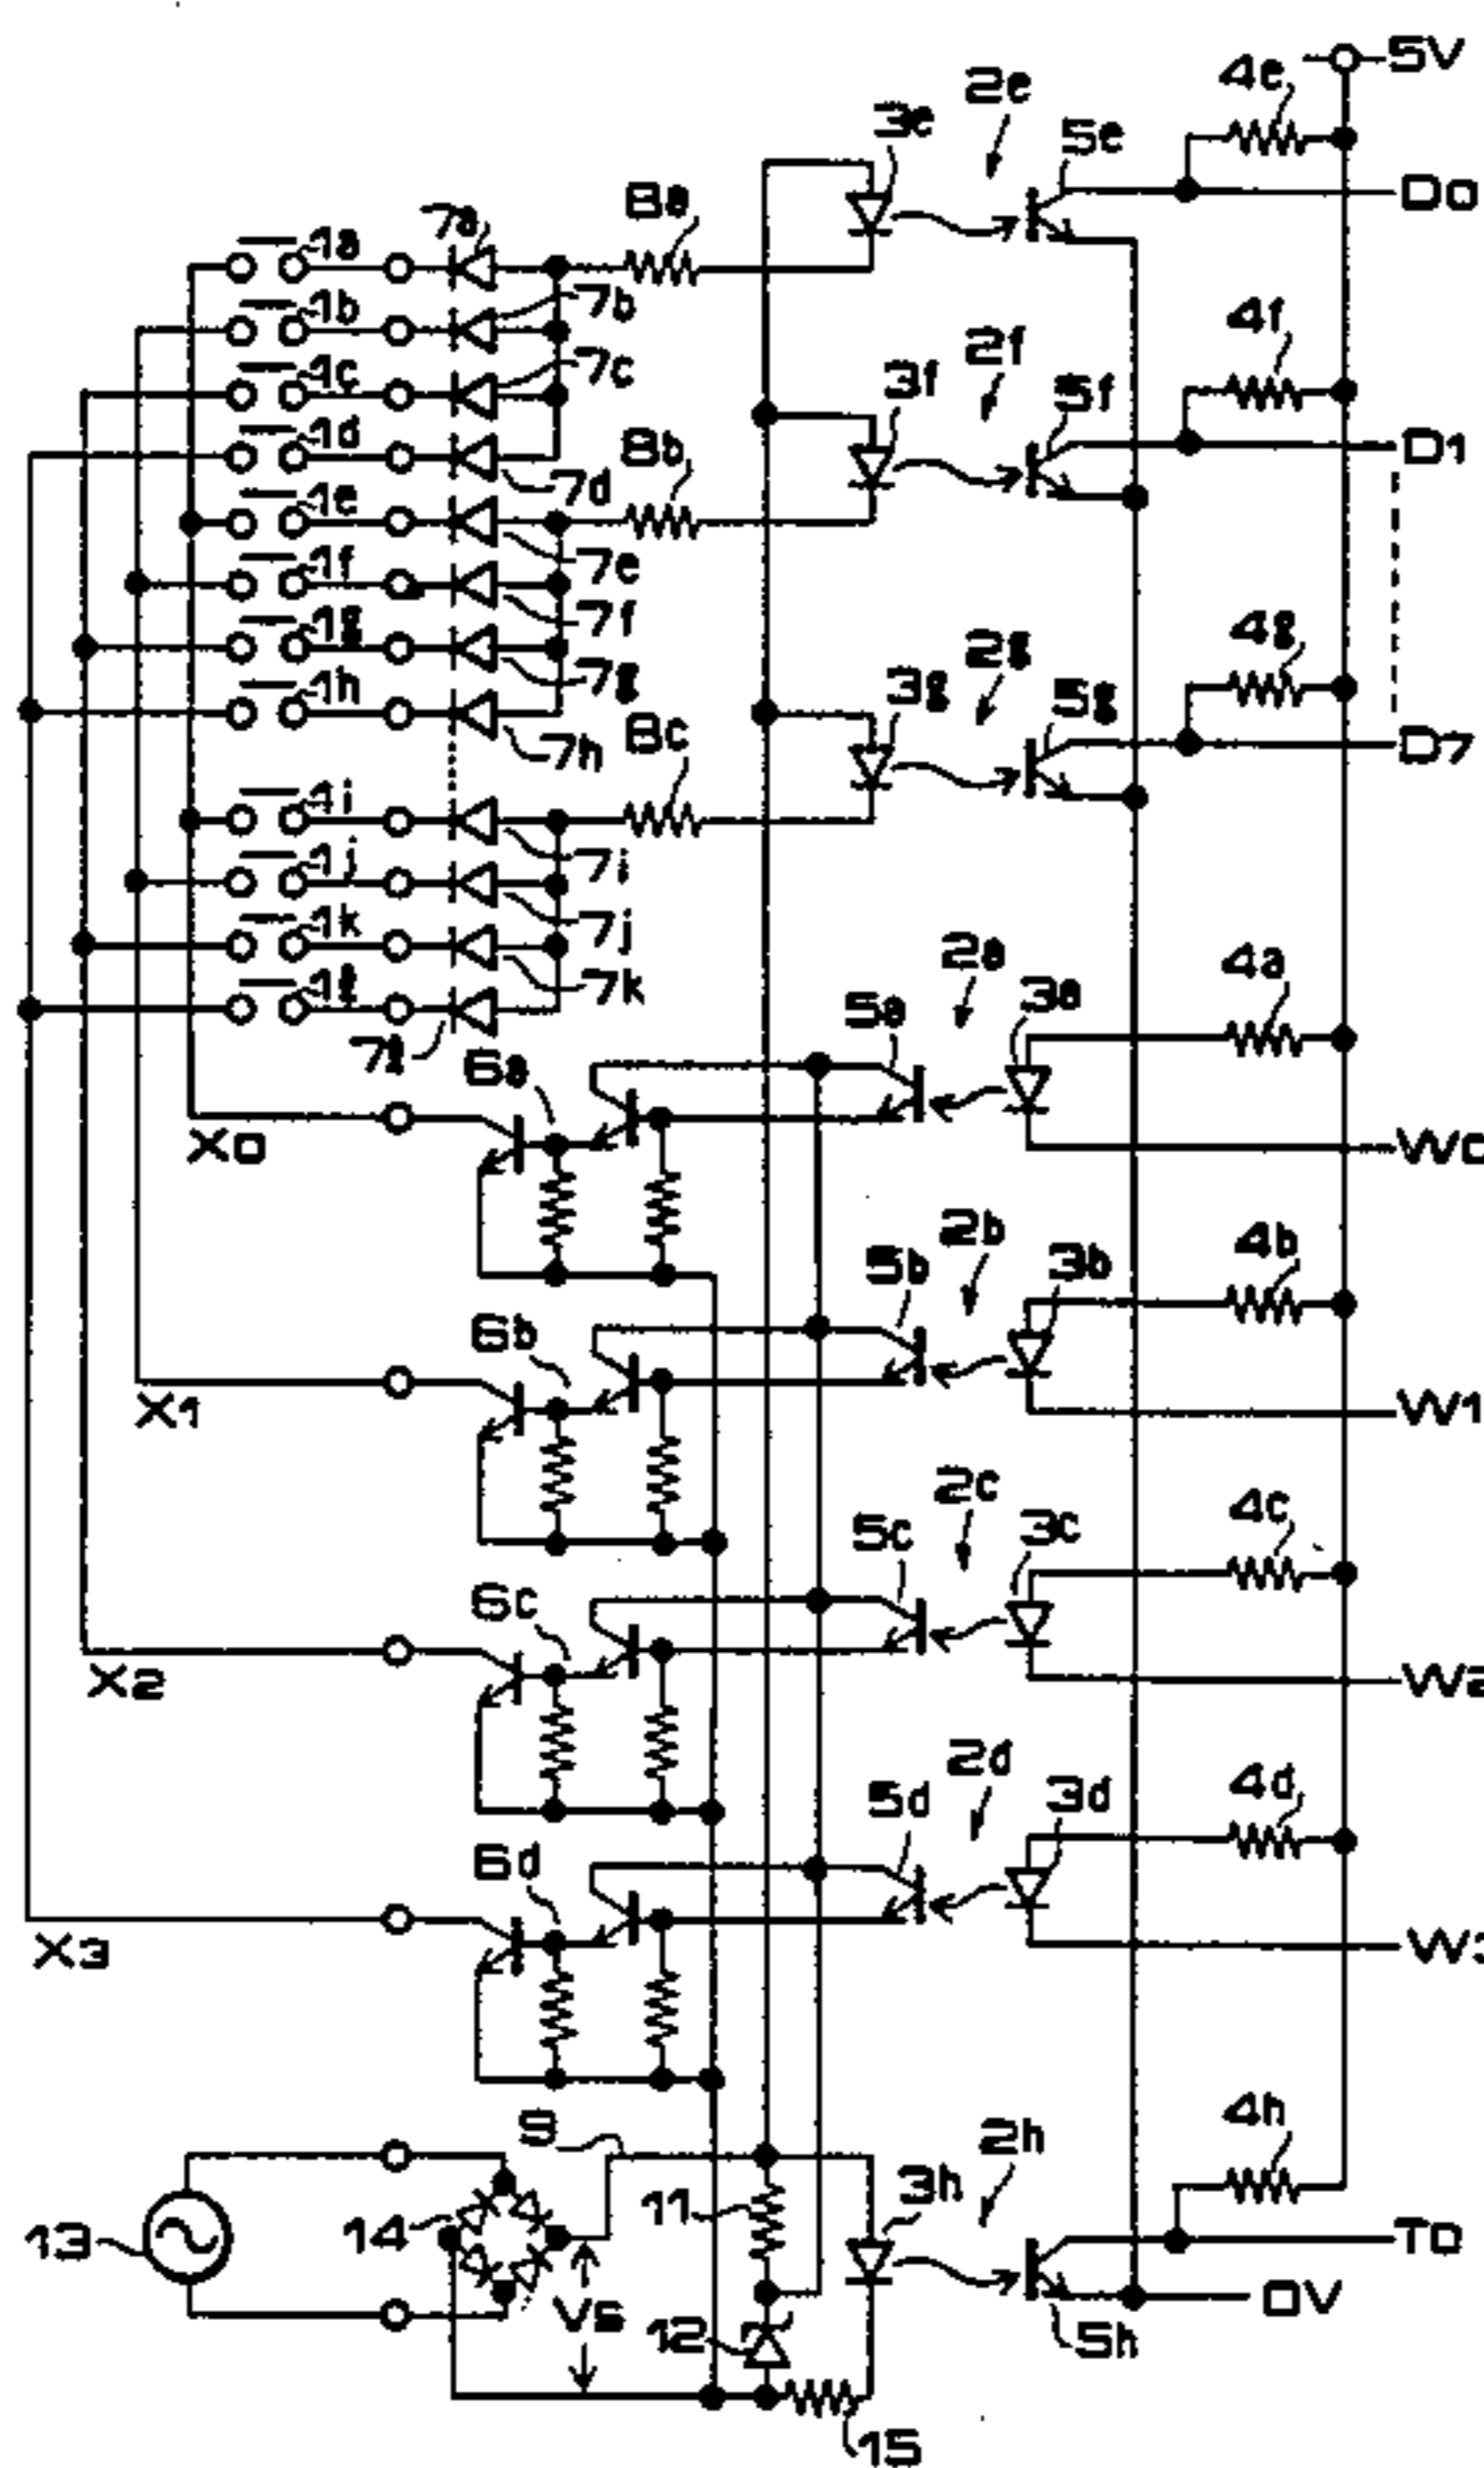 5V
4e
2e
3e
5e
D0
8a
7a
1a
7b
1b
4f
2f
7c
1c
3f
5f
8b
1d
D1
7d
1e
7e
1f
7f
4g
1g
2g
7g
3g
5g
1h
8c
7h
D7
1i
7i
1j
7j
1k
2a
4a
7k
1ℓ
5a
3a
7ℓ
6a
X0
W0
2b
4b
5b
3b
6b
X1
W1
2c
4c
5c
3c
6c
X2
W2
2d
4d
5d
3d
6d
X3
W3
9
2h
4h
11
3h
13
14
T0
VS
12
0V
5h
15